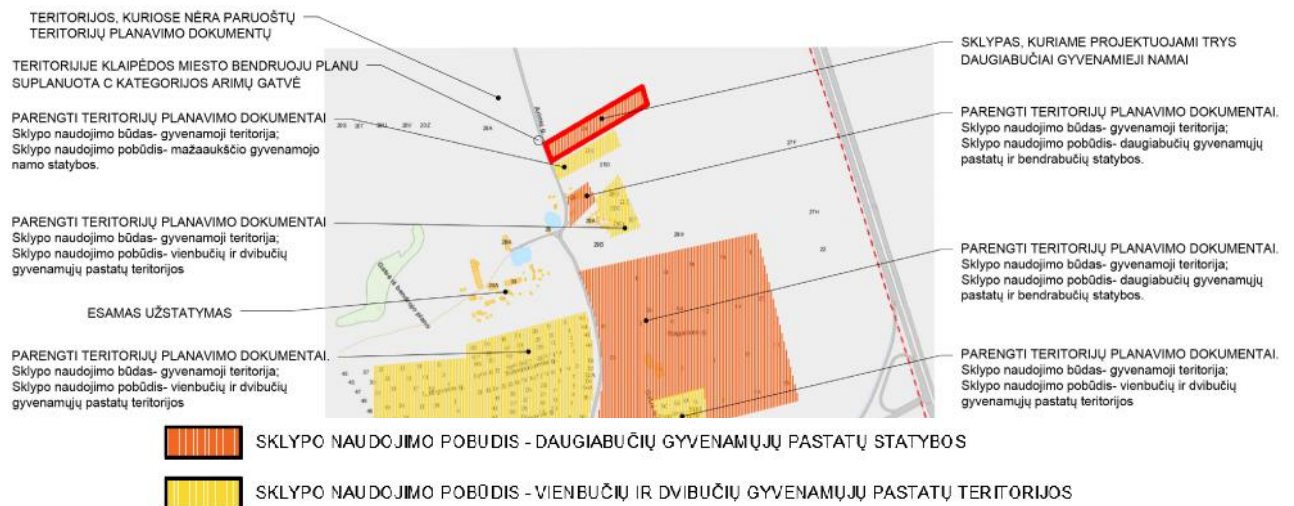 TERITORIJOS, KURIOSE NĖRA PARUOŠTŲ
TERITORIJŲ PLANAVIMO DOKUMENTŲ
TERITORIJIJE KLAIPĖDOS MIESTO BENDRUOJU PLANU
SUPLANUOTA C KATEGORIJOS ARIMŲ GATVĖ
PARENGTI TERITORIJŲ PLANAVIMO DOKUMENTAI
Sklypo naudojimo būdas- gyvenamoji teritorija;
Sklypo naudojimo pobūdis- mažaaukščio gyvenamojo
namo statybos.
PARENGTI TERITORIJŲ PLANAVIMO DOKUMENTAI
Sklypo naudojimo būdas- gyvenamoji teritorija;
Sklypo naudojimo pobūdis- vienbučių ir dvibučių
gyvenamųjų pastatų teritorijos
ESAMAS UŽSTATYMAS
PARENGTI TERITORIJŲ PLANAVIMO DOKUMENTAI.
Sklypo naudojimo būdas- gyvenamoji teritorija;
Sklypo naudojimo pobūdis- vienbučių ir dvibučių
gyvenamųjų pastatų teritorijos
Gatvė iš bendrojo plano
SKLYPAS, KURIAME PROJEKTUOJAMI TRYS
DAUGIABUČIAI GYVENAMIEJI NAMAI
PARENGTI TERITORIJŲ PLANAVIMO DOKUMENTAI.
Sklypo naudojimo būdas- gyvenamoji teritorija;
Sklypo naudojimo pobūdis- daugiabučių gyvenamųjų
pastatų ir bendrabučių statybos.
PARENGTI TERITORIJŲ PLANAVIMO DOKUMENTAI.
Sklypo naudojimo būdas- gyvenamoji teritorija;
Sklypo naudojimo pobūdis- daugiabučių gyvenamųjų
pastatų ir bendrabučių statybos.
PARENGTI TERITORIJŲ PLANAVIMO DOKUMENTAI.
Sklypo naudojimo būdas- gyvenamoji teritorija;
Sklypo naudojimo pobūdis- vienbučių ir dvibučių
gyvenamųjų pastatų teritorijos
SKLYPO NAUDOJIMO POBUDIS - DAUGIABUČIŲ GYVENAMŲJŲ PASTATŲ STATYBOS
SKLYPO NAUDOJIMO POBŪDIS - VIENBUČIŲ IR DVIBUČIŲ GYVENAMŲJŲ PASTATŲ TERITORIJOS